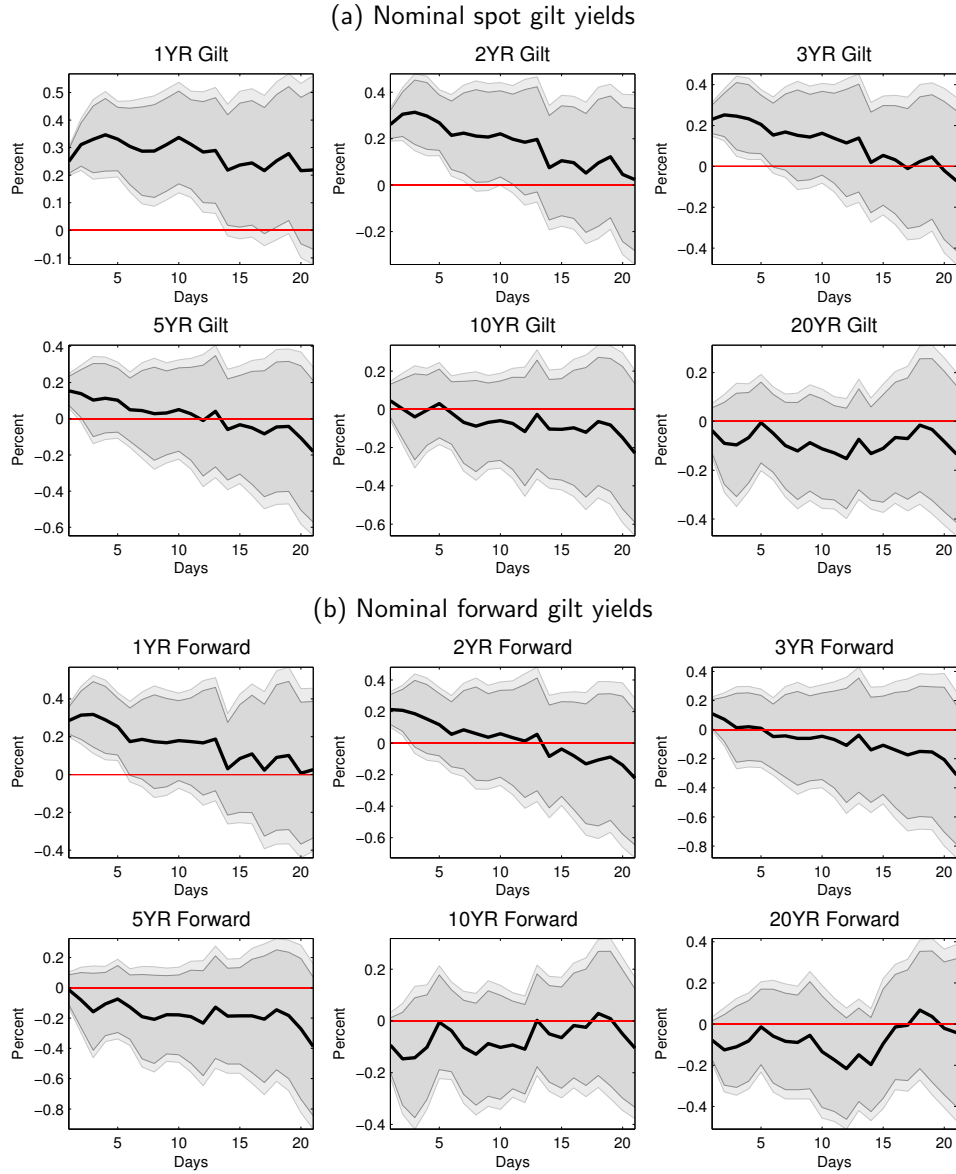 (a) Nominal spot gilt yields
1YR Gilt 2YR Gilt 3YR Gilt
Percent
0.5
0.4
0.3
0.2
0.1
0
−0.1
5 10 15 20
Days
Percent
0.4
0.2
0
−0.2
5 10 15 20
Days
Percent
0.4
0.2
0
−0.2
−0.4
5 10 15 20
Days
5YR Gilt 10YR Gilt 20YR Gilt
Percent
0.4
0.2
0
−0.2
−0.4
−0.6
5 10 15 20
Days
Percent
0.2
0
−0.2
−0.4
−0.6
5 10 15 20
Days
Percent
0.2
0
−0.2
−0.4
5 10 15 20
Days
(b) Nominal forward gilt yields
1YR Forward 2YR Forward 3YR Forward
Percent
0.4
0.2
0
−0.2
−0.4
5 10 15 20
Days
Percent
0.4
0.2
0
−0.2
−0.4
−0.6
5 10 15 20
Days
Percent
0.4
0.2
0
−0.2
−0.4
−0.6
−0.8
5 10 15 20
Days
5YR Forward 10YR Forward 20YR Forward
Percent
0.2
0
−0.2
−0.4
−0.6
−0.8
5 10 15 20
Days
Percent
0.2
0
−0.2
−0.4
5 10 15 20
Days
Percent
0.4
0.2
0
−0.2
−0.4
5 10 15 20
Days